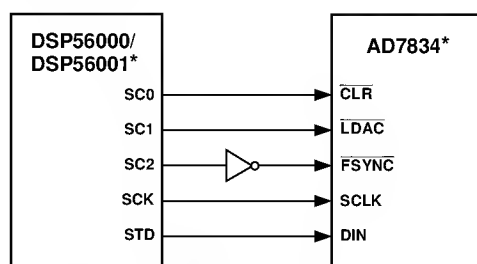 DSP56000/
DSP56001*
AD7834*
SC0
CLR
SC1
LDAC
SC2
FSYNC
SCK
SCLK
STD
DIN